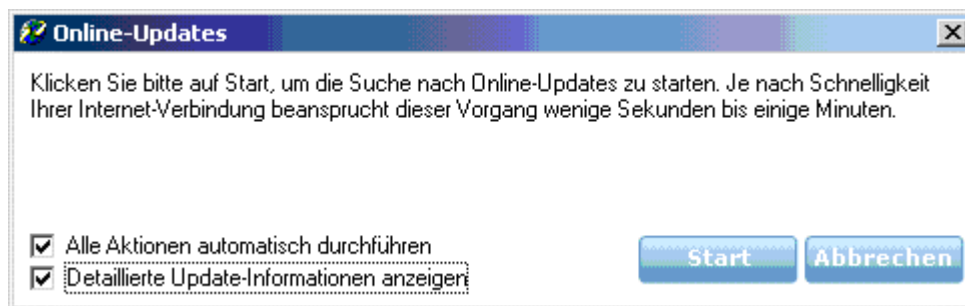 Online-Updates
Klicken Sie bitte auf Start, um die Suche nach Online-Updates zu starten. Je nach Schnelligkeit
Ihrer Internet-Verbindung beansprucht dieser Vorgang wenige Sekunden bis einige Minuten.
Alle Aktionen automatisch durchführen
Detaillierte Update-Informationen anzeigen
Start
Abbrechen